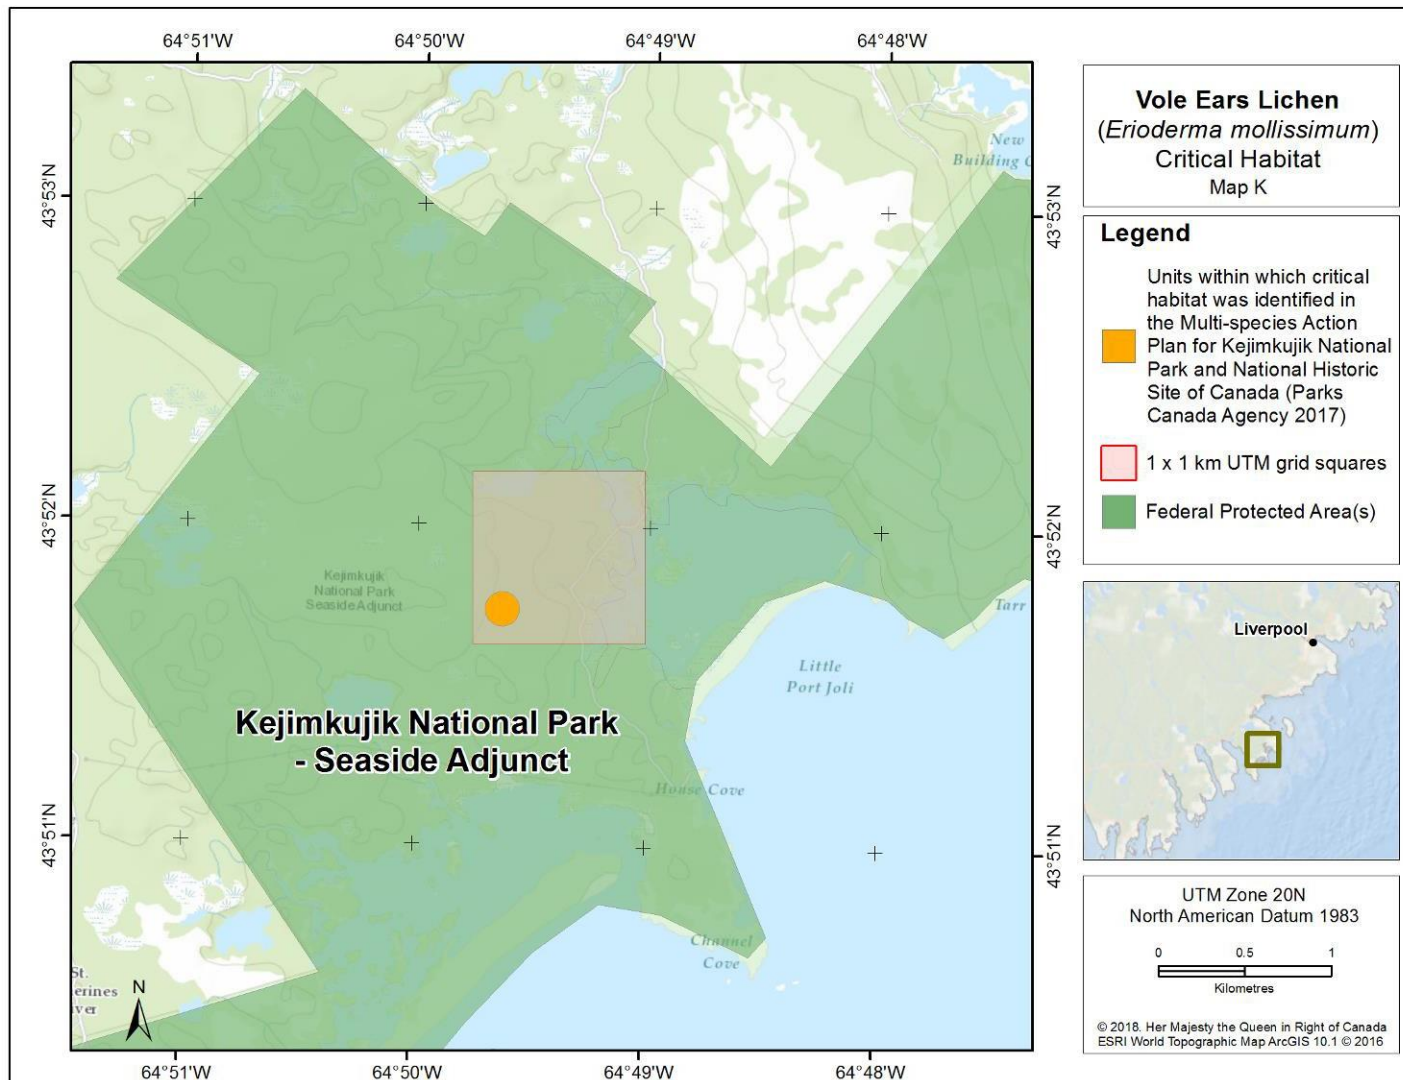 64°51'W
64°50'W
64°49'W
64°48'W
Vole Ears Lichen
(Erioderma mollissimum)
Critical Habitat
Map K
New
Building C
43°53'N
43°53'N
Legend
Units within which critical
habitat was identified in
the Multi-species Action
Plan for Kejimkujik National
Park and National Historic
Site of Canada (Parks
Canada Agency 2017)
1 x 1 km UTM grid squares
Federal Protected Area(s)
43°52'N
43°52'N
Kejimkujik
National Park
Seaside Adjunct
Tarr
Little
Port Joli
Liverpool
Kejimkujik National Park
- Seaside Adjunct
House Cove
43°51'N
43°51'N
Channel
Cove
St.
erines
iver
N
UTM Zone 20N
North American Datum 1983
0 0.5 1
Kilometres
© 2018. Her Majesty the Queen in Right of Canada
ESRI World Topographic Map ArcGIS 10.1 © 2016
64°51'W
64°50'W
64°49'W
64°48'W